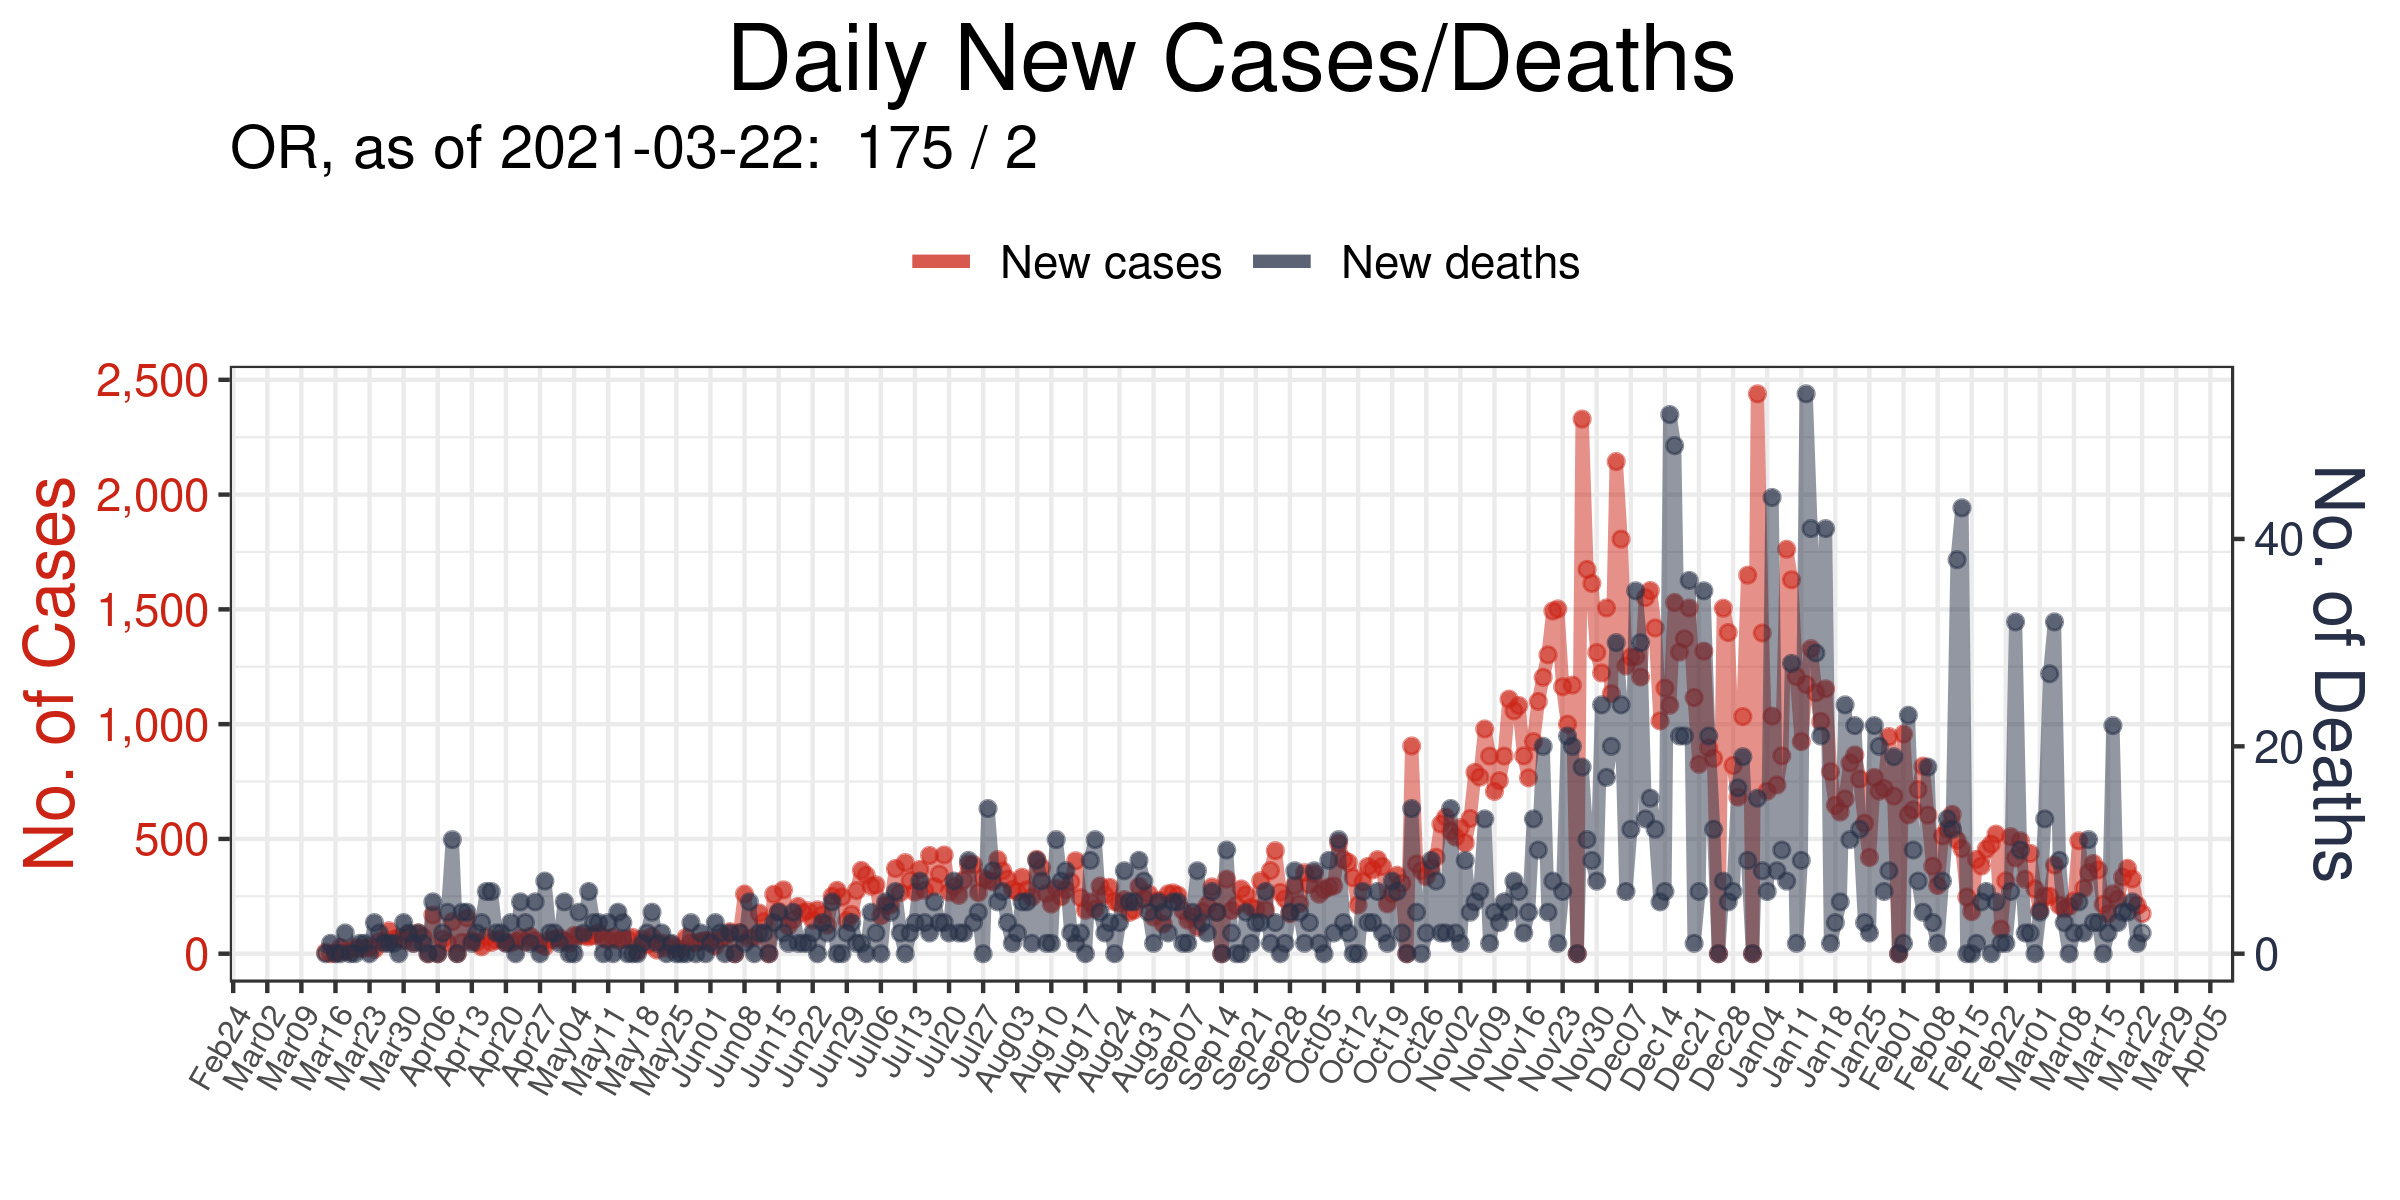 Daily New Cases/Deaths
OR, as of 2021-03-22:  175 / 2
New cases
New deaths
No. of Cases
2,500
2,000
1,500
1,000
500
0
40
20
0
No. of Deaths
Feb24
Mar02
Mar09
Mar16
Mar23
Mar30
Apr06
Apr13
Apr20
Apr27
May04
May11
May18
May25
Jun01
Jun08
Jun15
Jun22
Jun29
Jul06
Jul13
Jul20
Jul27
Aug03
Aug10
Aug17
Aug24
Aug31
Sep07
Sep14
Sep21
Sep28
Oct05
Oct12
Oct19
Oct26
Nov02
Nov09
Nov16
Nov23
Nov30
Dec07
Dec14
Dec21
Dec28
Jan04
Jan11
Jan18
Jan25
Feb01
Feb08
Feb15
Feb22
Mar01
Mar08
Mar15
Mar22
Mar29
Apr05